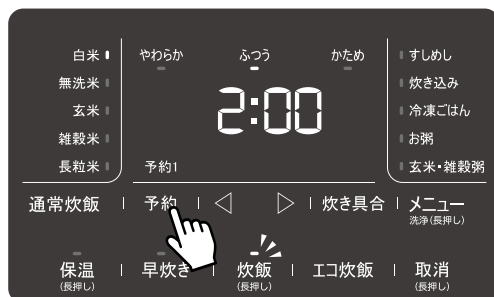 白米
無洗米
玄米
雑穀米
長粒米
やわらか ふつう かため
2:00
予約1
すしめし
炊き込み
冷凍ごはん
お粥
玄米・雑穀粥
通常炊飯 予約 炊き具合 メニュー
洗浄(長押し)
保温 早炊き 炊飯 エコ炊飯 取消
(長押し) (長押し) (長押し)